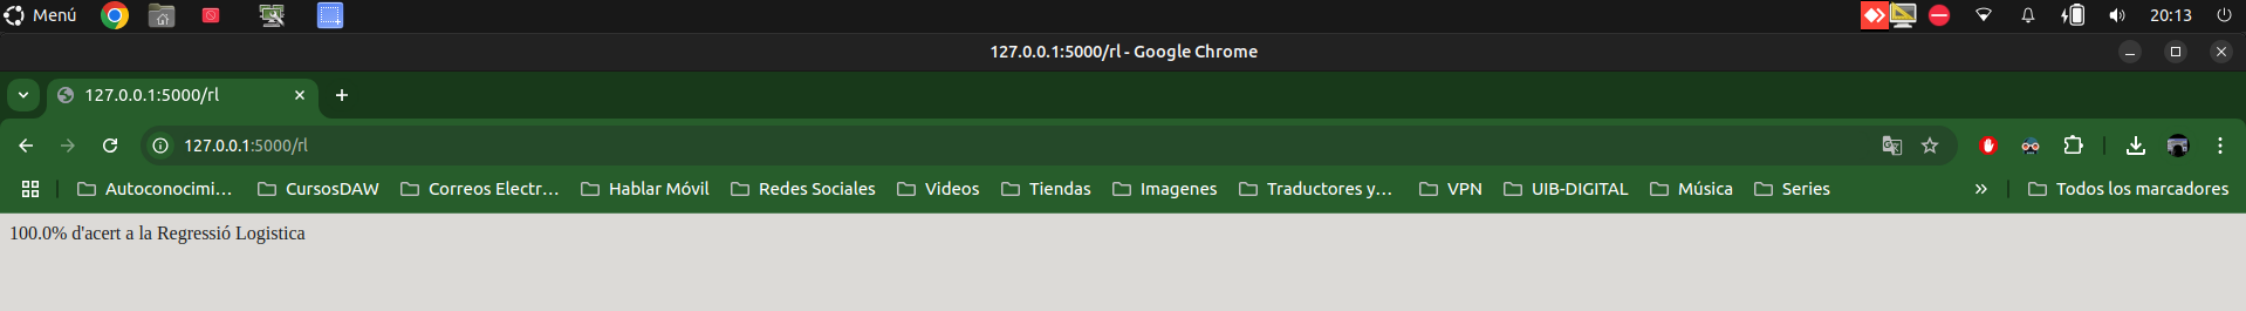 Menú 20:13
127.0.0.1:5000/rl - Google Chrome
127.0.0.1:5000/rl
127.0.0.1:5000/rl
Autoconocimi... CursosDAW Correos Electr... Hablar Móvil Redes Sociales Videos Tiendas Imagenes Traductores y... VPN UIB-DIGITAL Música Series » Todos los marcadores
100.0% d'acert a la Regressió Logistica